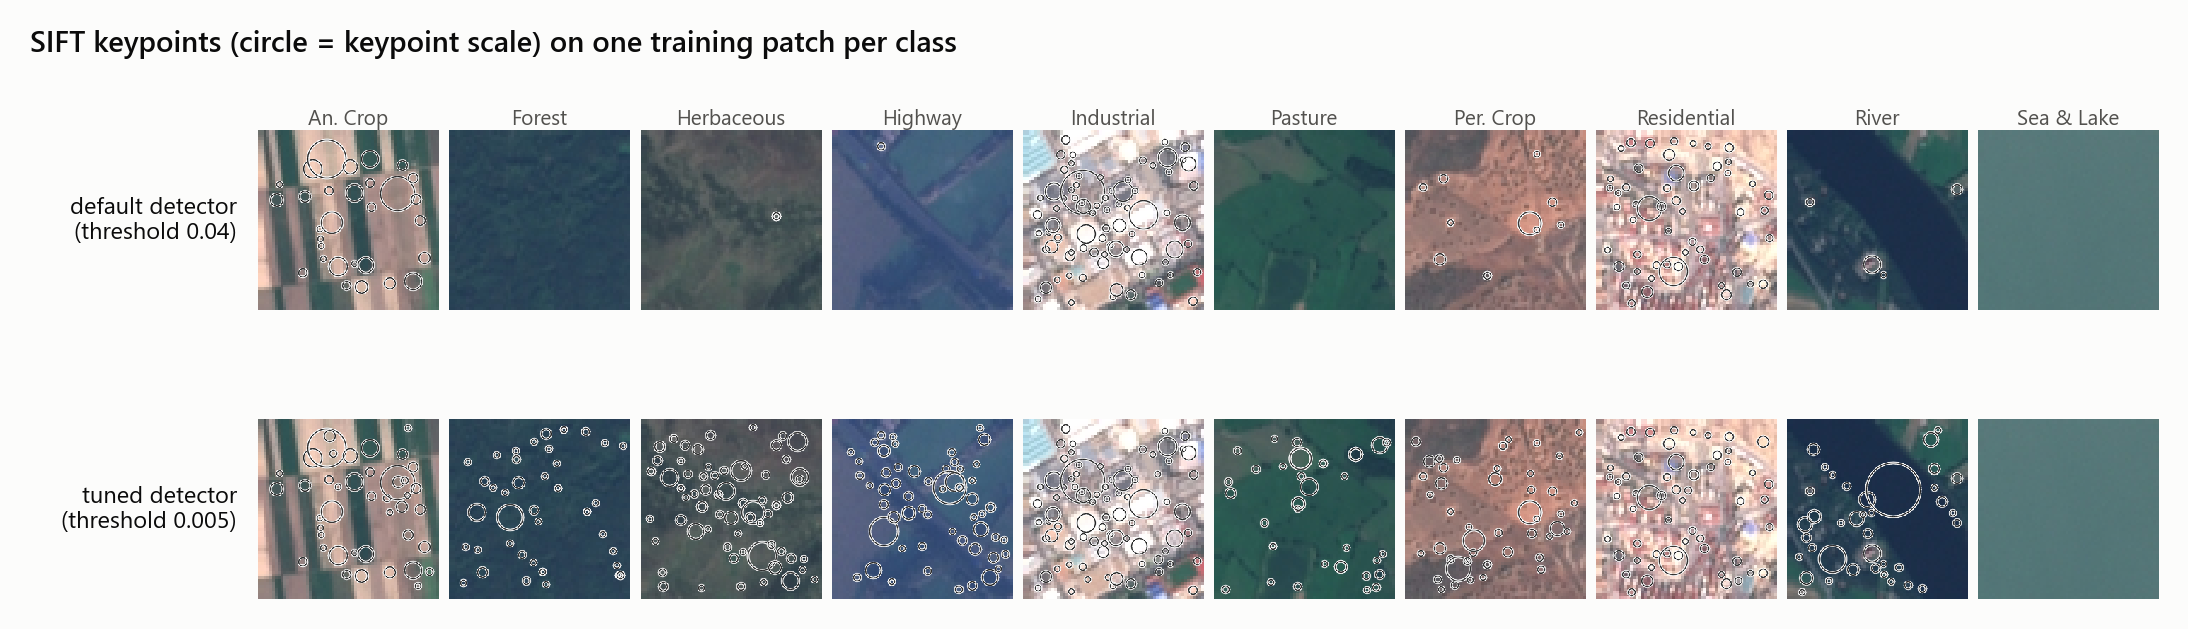 SIFT keypoints (circle = keypoint scale) on one training patch per class
An. Crop Forest Herbaceous Highway Industrial Pasture Per. Crop Residential River Sea & Lake
default detector
(threshold 0.04)
tuned detector
(threshold 0.005)